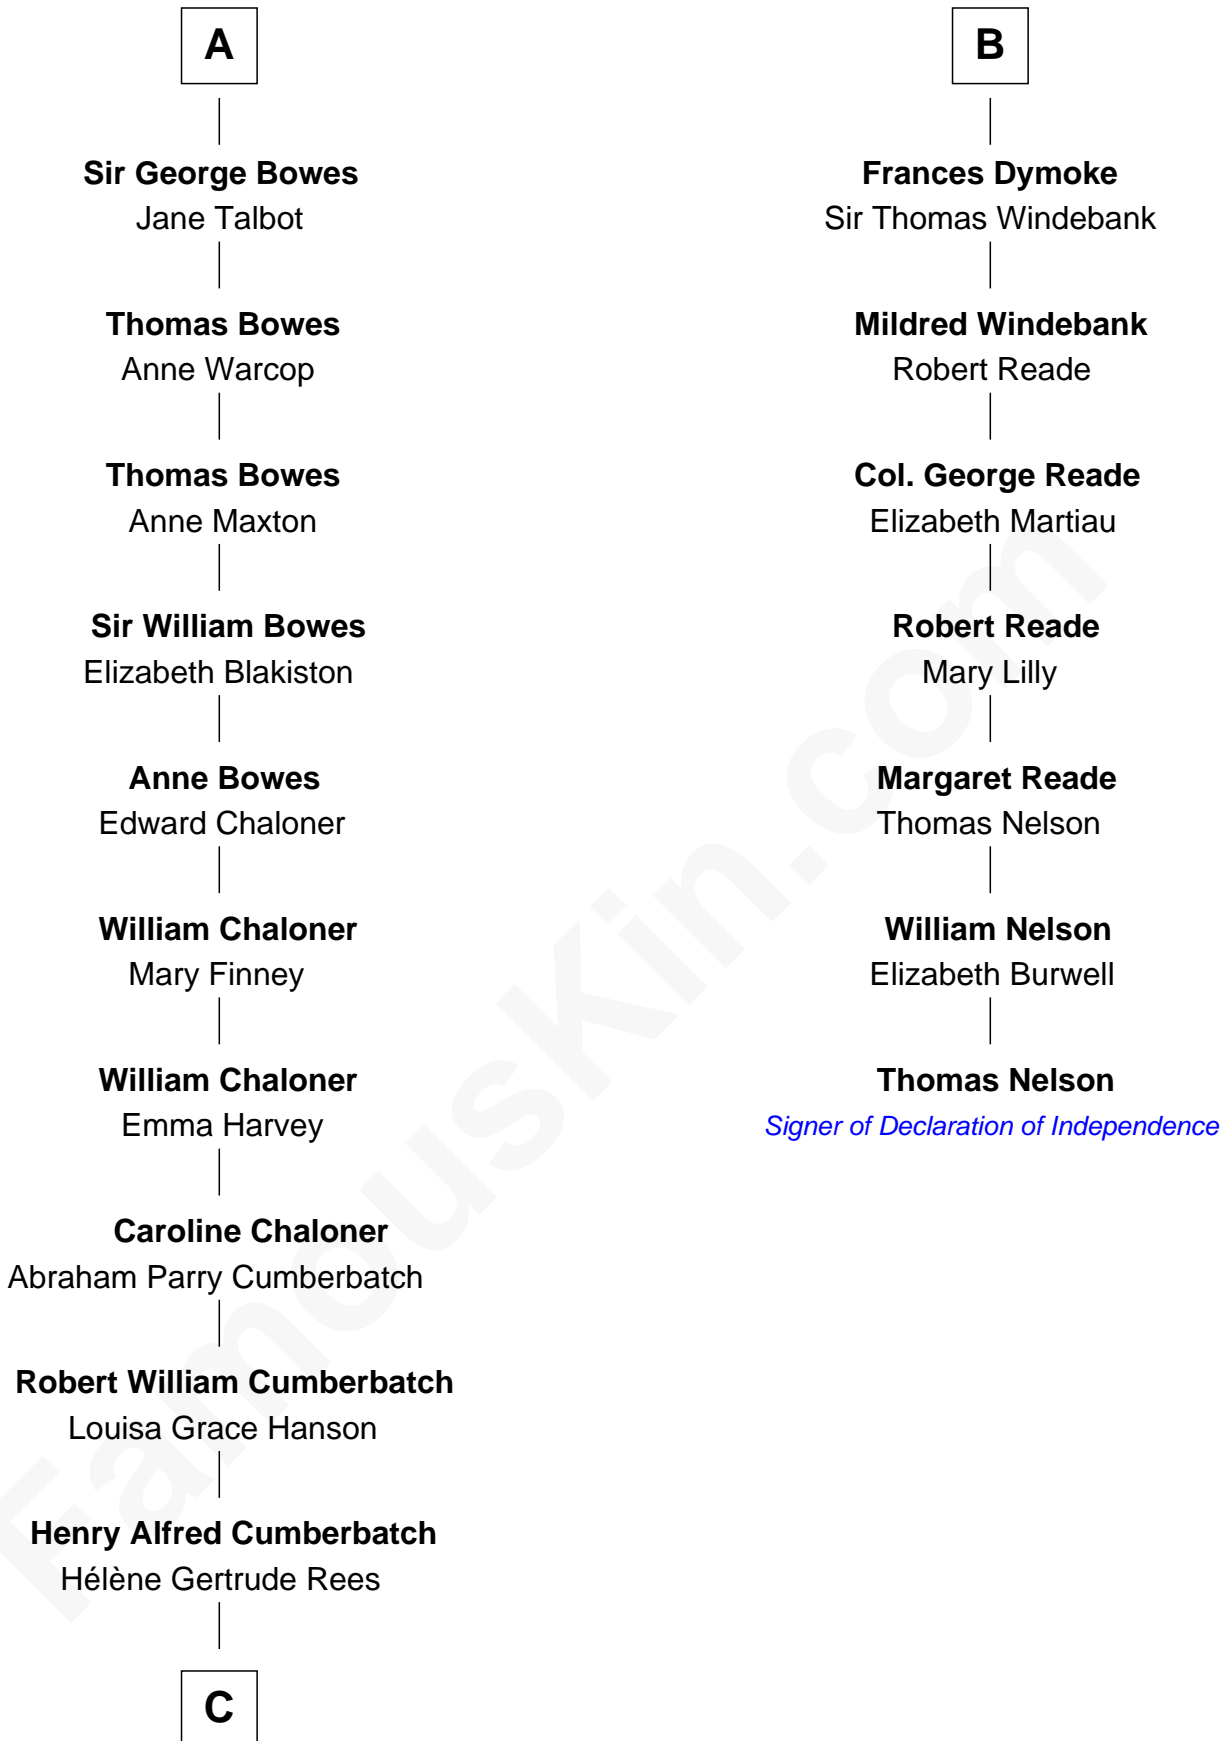 A
Sir George Bowes
Jane Talbot
Thomas Bowes
Anne Warcop
Thomas Bowes
Anne Maxton
Sir William Bowes
Elizabeth Blakiston
Anne Bowes
Edward Chaloner
William Chaloner
Mary Finney
William Chaloner
Emma Harvey
Caroline Chaloner
Abraham Parry Cumberbatch
Robert William Cumberbatch
Louisa Grace Hanson
Henry Alfred Cumberbatch
Hélène Gertrude Rees
C
B
Frances Dymoke
Sir Thomas Windebank
Mildred Windebank
Robert Reade
Col. George Reade
Elizabeth Martiau
Robert Reade
Mary Lilly
Margaret Reade
Thomas Nelson
William Nelson
Elizabeth Burwell
Thomas Nelson
Signer of Declaration of Independence
FamousKin.com